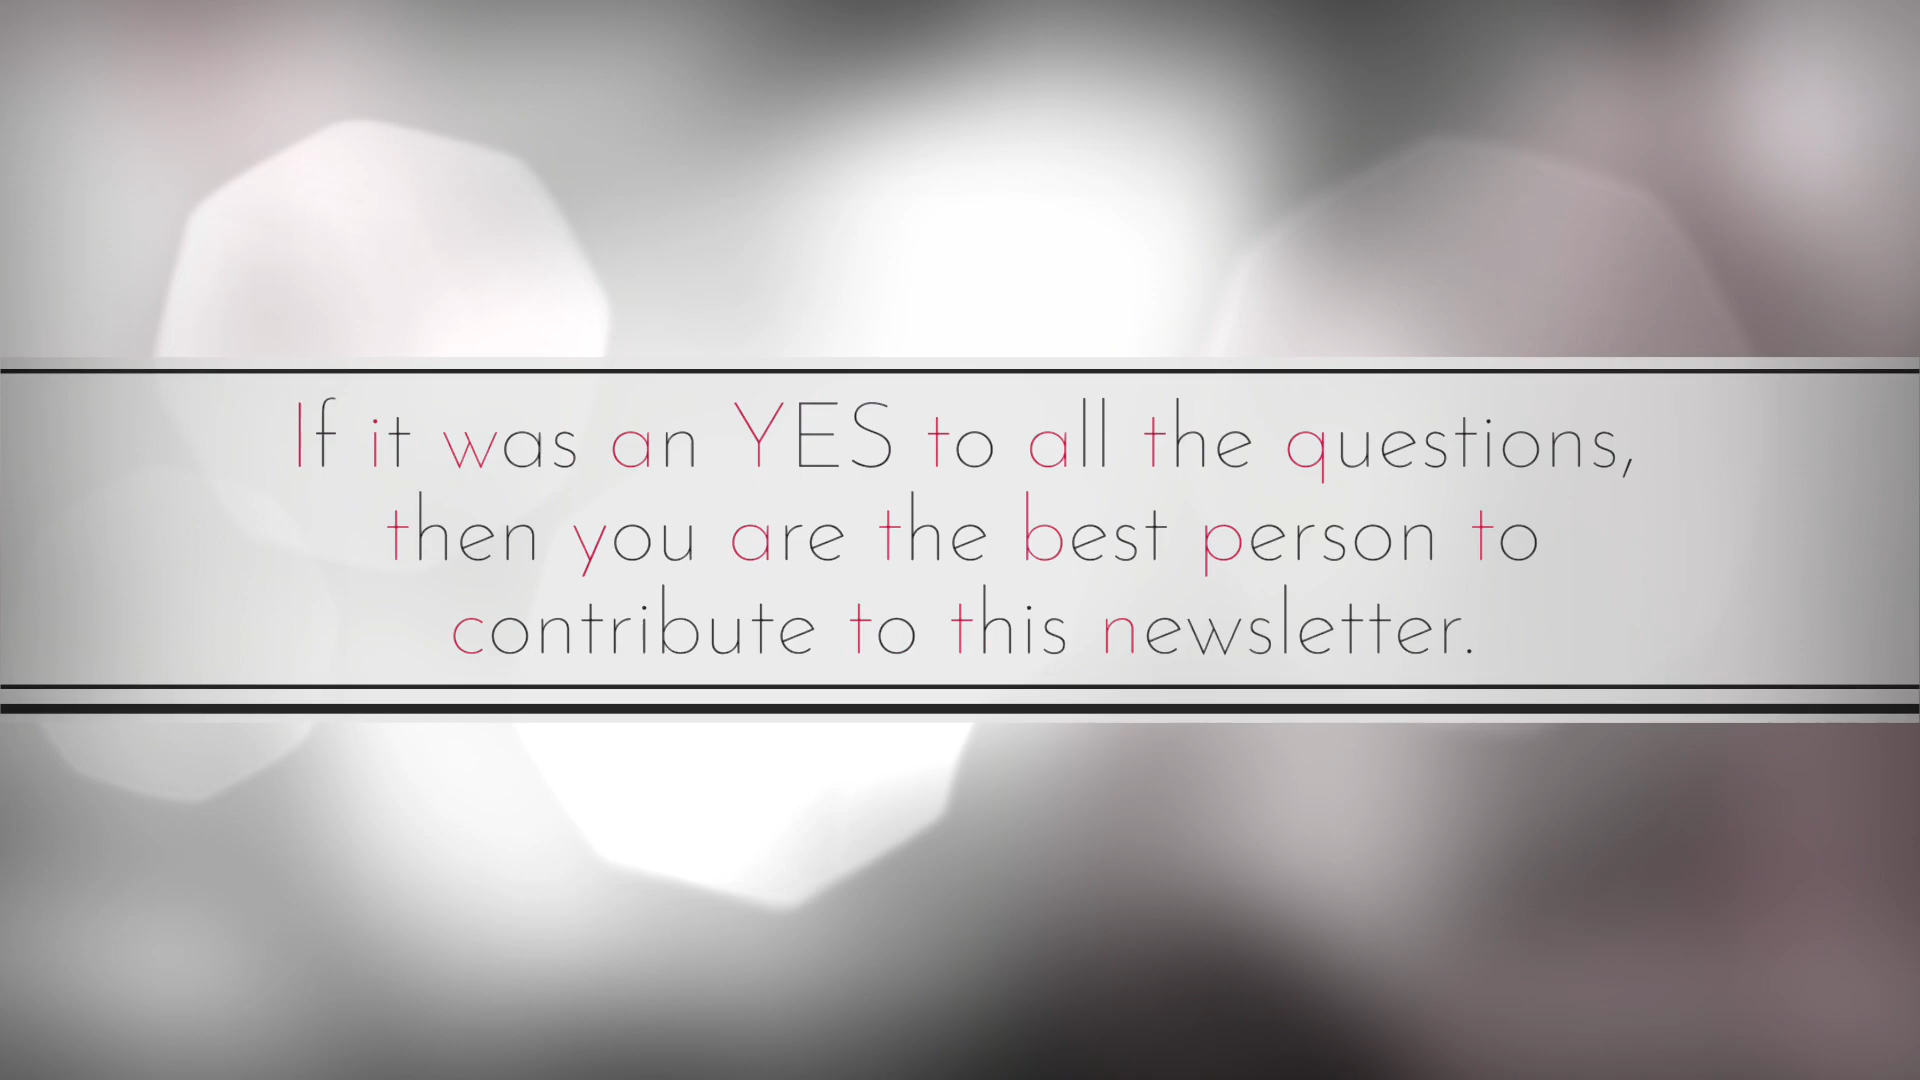 If it was an YES to all the questions,
then you are the best person to
contribute to this newsletter.